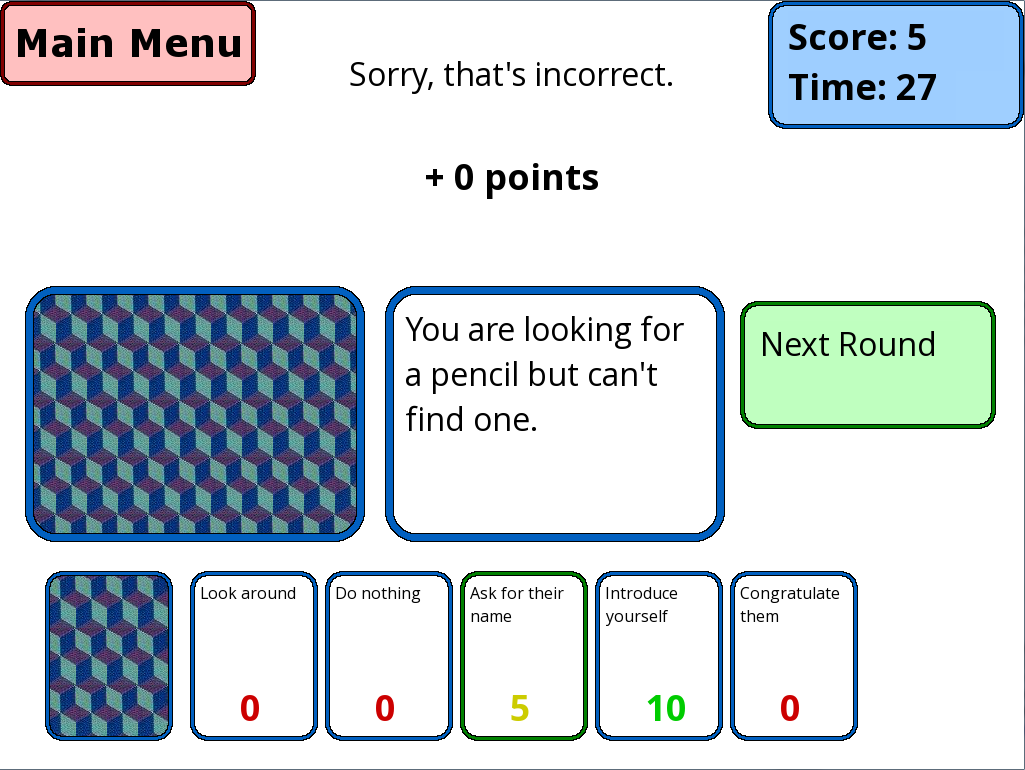 Main Menu
Sorry, that's incorrect.
Score: 5
Time: 27
+ 0 points
You are looking for
a pencil but can't
find one.
Next Round
Look around
0
Do nothing
0
Ask for their
name
5
Introduce
yourself
10
Congratulate
them
0